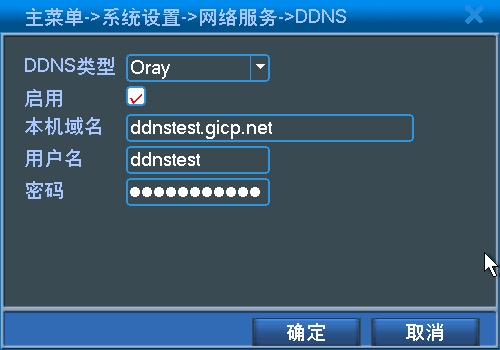 主菜单->系统设置->网络服务->DDNS
DDNS类型 Oray
启用
本机域名 ddnstest.gicp.net
用户名 ddnstest
密码 ●●●●●●●●●●●
确定 取消